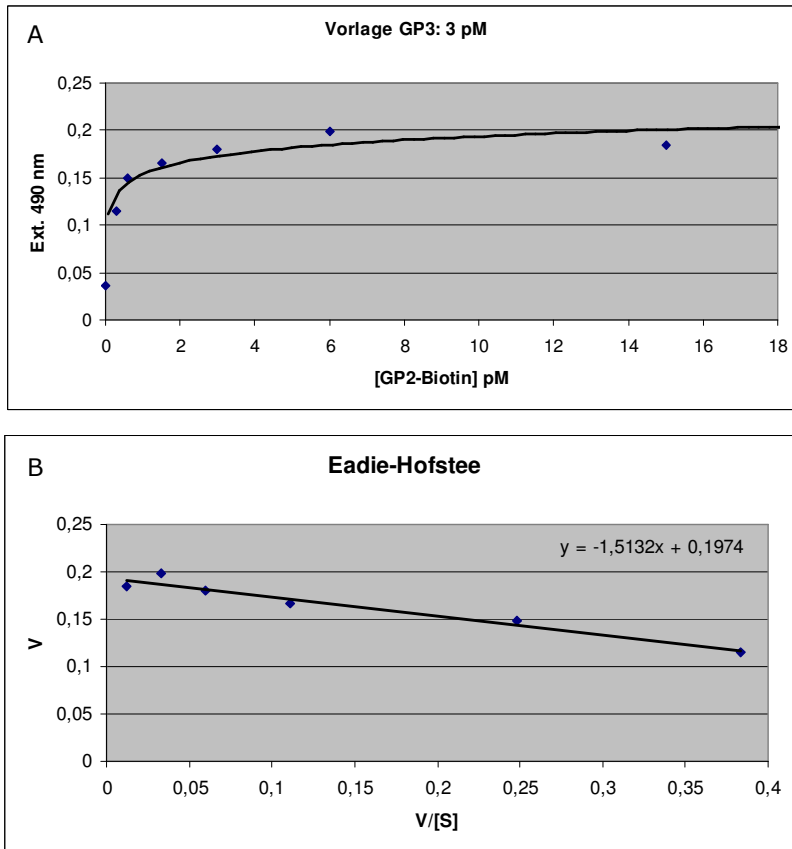 A
Vorlage GP3: 3 pM
0,25
0,2
0,15
0,1
0,05
0
Ext. 490 nm
0 2 4 6 8 10 12 14 16 18
[GP2-Biotin] pM
B
Eadie-Hofstee
y = -1,5132x + 0,1974
0,25
0,2
0,15
0,1
0,05
0
V
0 0,05 0,1 0,15 0,2 0,25 0,3 0,35 0,4
V/[S]